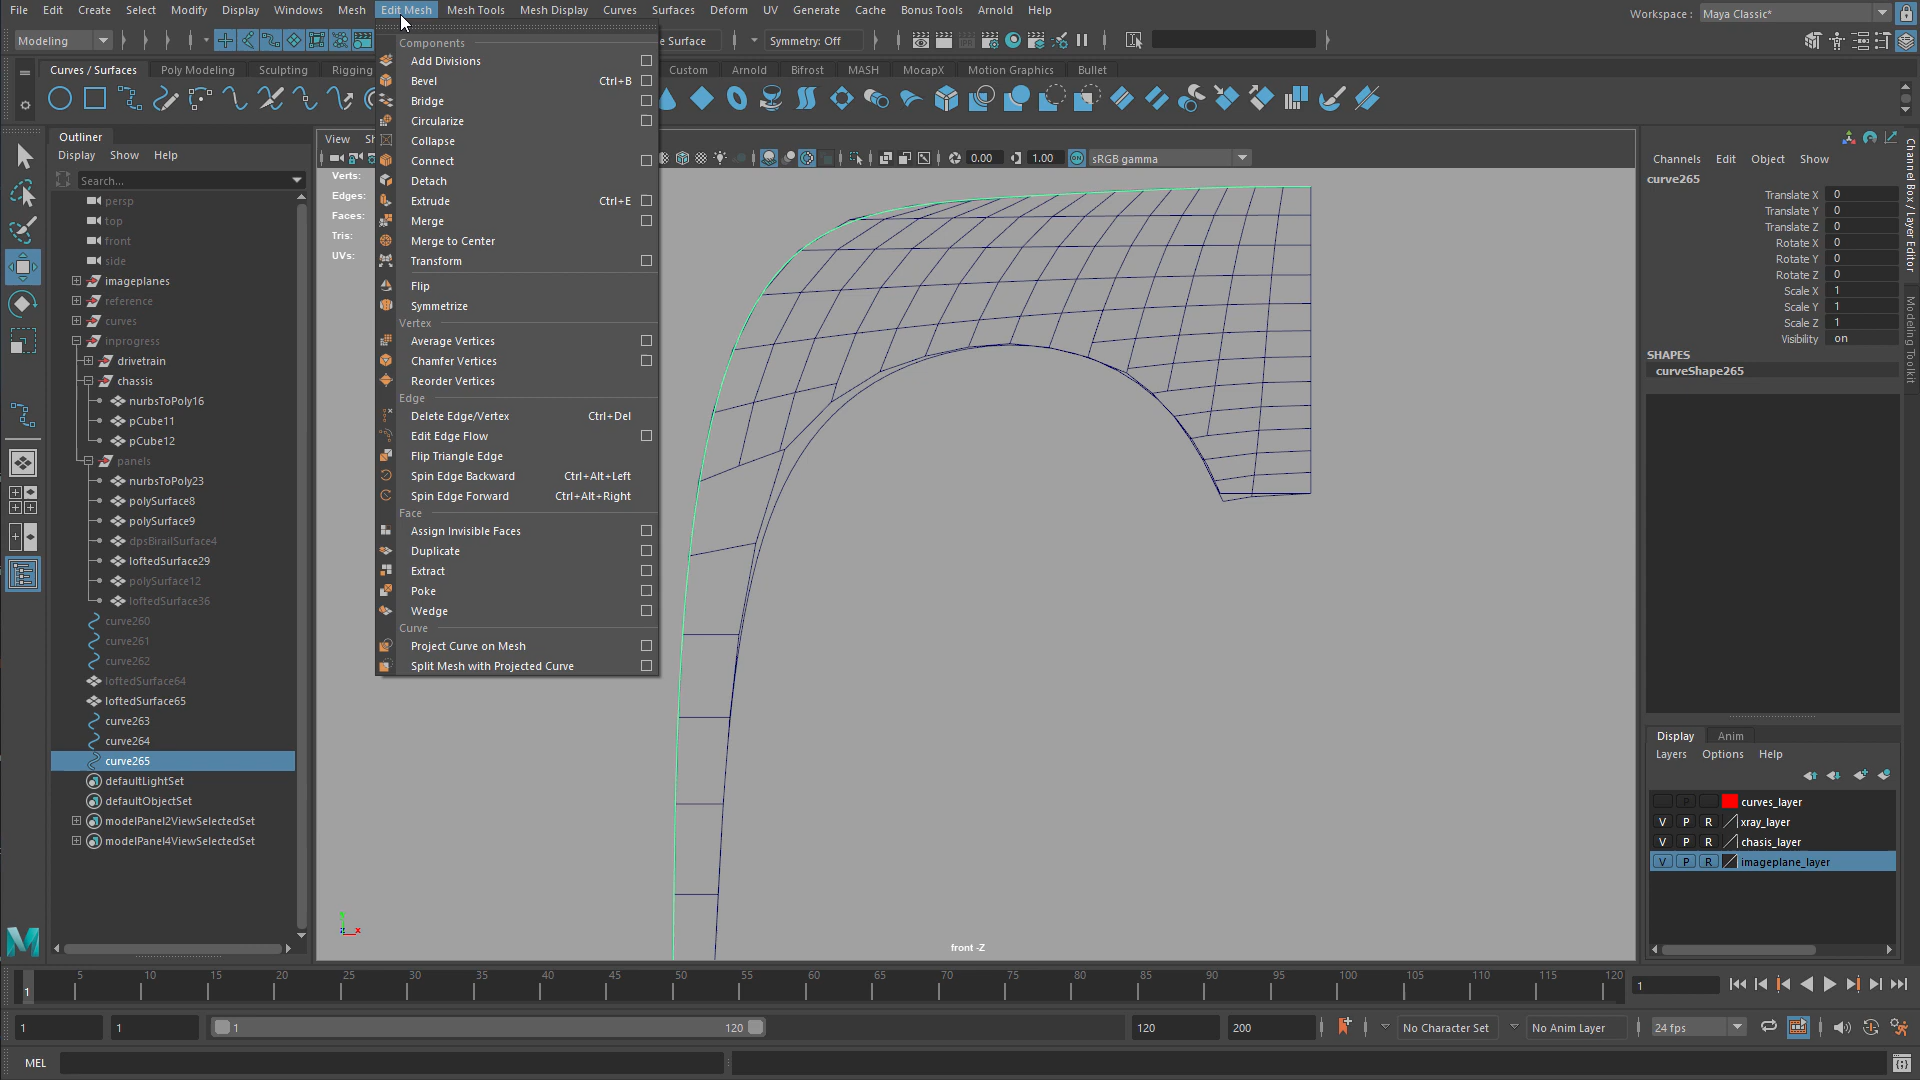 File Edit Create Select Modify Display Windows Mesh Edit Mesh Mesh Tools Mesh Display Curves Surfaces Deform UV Generate Cache Bonus Tools Arnold Help
Workspace : Maya Classic*
Modeling
e Surface
Symmetry: Off
Curves / Surfaces Poly Modeling Sculpting Rigging
Custom Arnold Bifrost MASH MocapX Motion Graphics Bullet
Components
Add Divisions
Bevel Ctrl+B
Bridge
Circularize
Collapse
Connect
Detach
Extrude Ctrl+E
Merge
Merge to Center
Transform
Flip
Symmetrize
Vertex
Average Vertices
Chamfer Vertices
Reorder Vertices
Edge
Delete Edge/Vertex Ctrl+Del
Edit Edge Flow
Flip Triangle Edge
Spin Edge Backward Ctrl+Alt+Left
Spin Edge Forward Ctrl+Alt+Right
Face
Assign Invisible Faces
Duplicate
Extract
Poke
Wedge
Curve
Project Curve on Mesh
Split Mesh with Projected Curve
Outliner
Display Show Help
Search...
persp
top
front
side
imageplanes
reference
curves
inprogress
drivetrain
chassis
nurbsToPoly16
pCube11
pCube12
panels
nurbsToPoly23
polySurface8
polySurface9
dpsBirailSurface4
loftedSurface29
polySurface12
loftedSurface36
curve260
curve261
curve262
loftedSurface64
loftedSurface65
curve263
curve264
curve265
defaultLightSet
defaultObjectSet
modelPanel2ViewSelectedSet
modelPanel4ViewSelectedSet
View Sh
0.00 1.00 sRGB gamma
Verts:
Edges:
Faces:
Tris:
UVs:
front -Z
Channels Edit Object Show
curve265
Translate X 0
Translate Y 0
Translate Z 0
Rotate X 0
Rotate Y 0
Rotate Z 0
Scale X 1
Scale Y 1
Scale Z 1
Visibility on
SHAPES
curveShape265
Channel Box / Layer Editor
Modeling Toolkit
Display Anim
Layers Options Help
P curves_layer
V P R xray_layer
V P R chasis_layer
V P R imageplane_layer
5 10 15 20 25 30 35 40 45 50 55 60 65 70 75 80 85 90 95 100 105 110 115 120
1
1
1 1 1 120 120 200 No Character Set No Anim Layer 24 fps
MEL